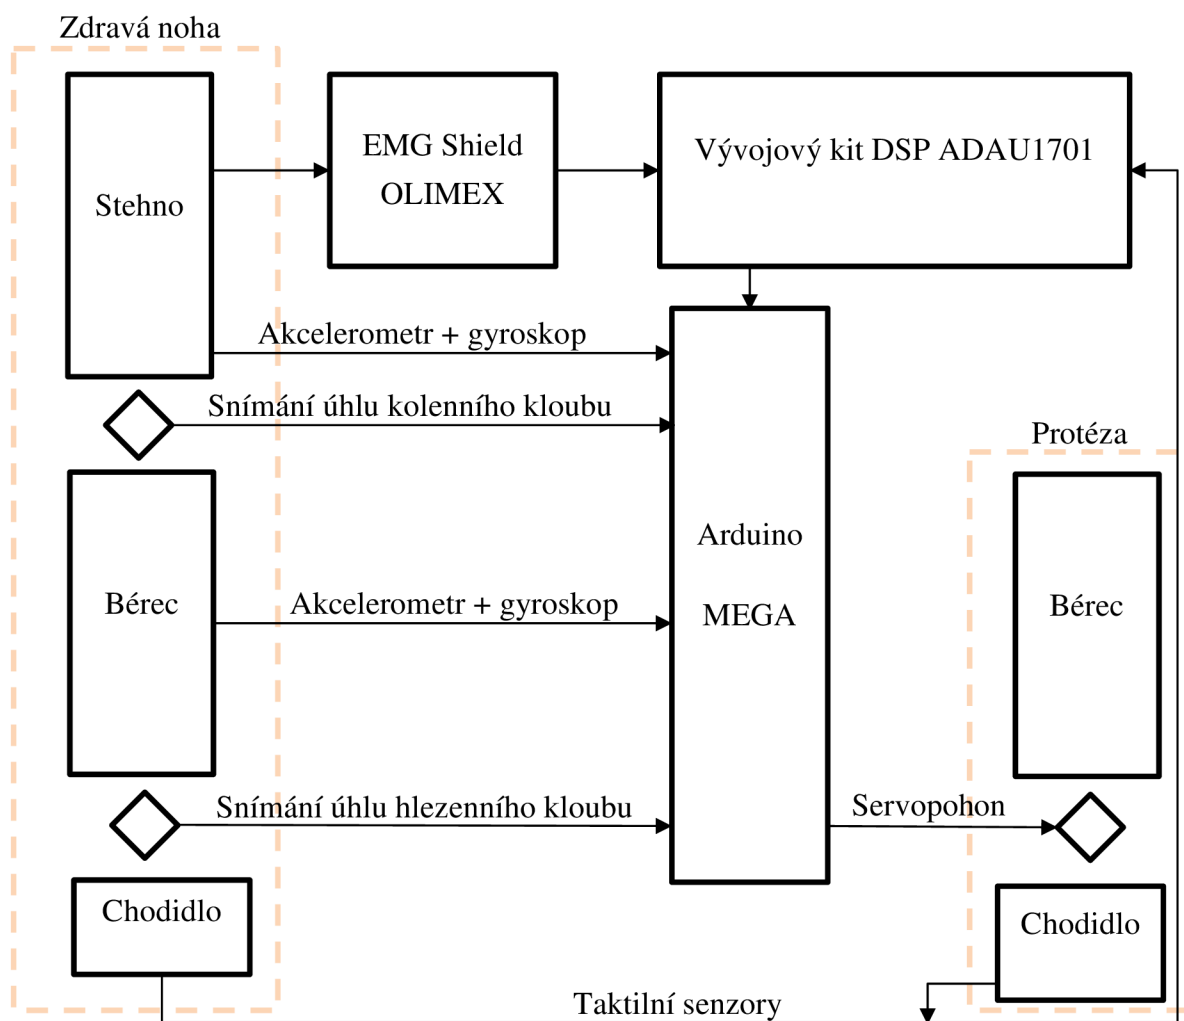 Zdravá noha
EMG Shield
OLIMEX
Vývojový kit DSP ADAU1701
Stehno
Akcelerometr + gyroskop
Snímání úhlu kolenního kloubu
Protéza
Arduino
MEGA
Bérec
Akcelerometr + gyroskop
Bérec
Snímání úhlu hlezenního kloubu
Servopohon
Chodidlo
Chodidlo
Taktilní senzory